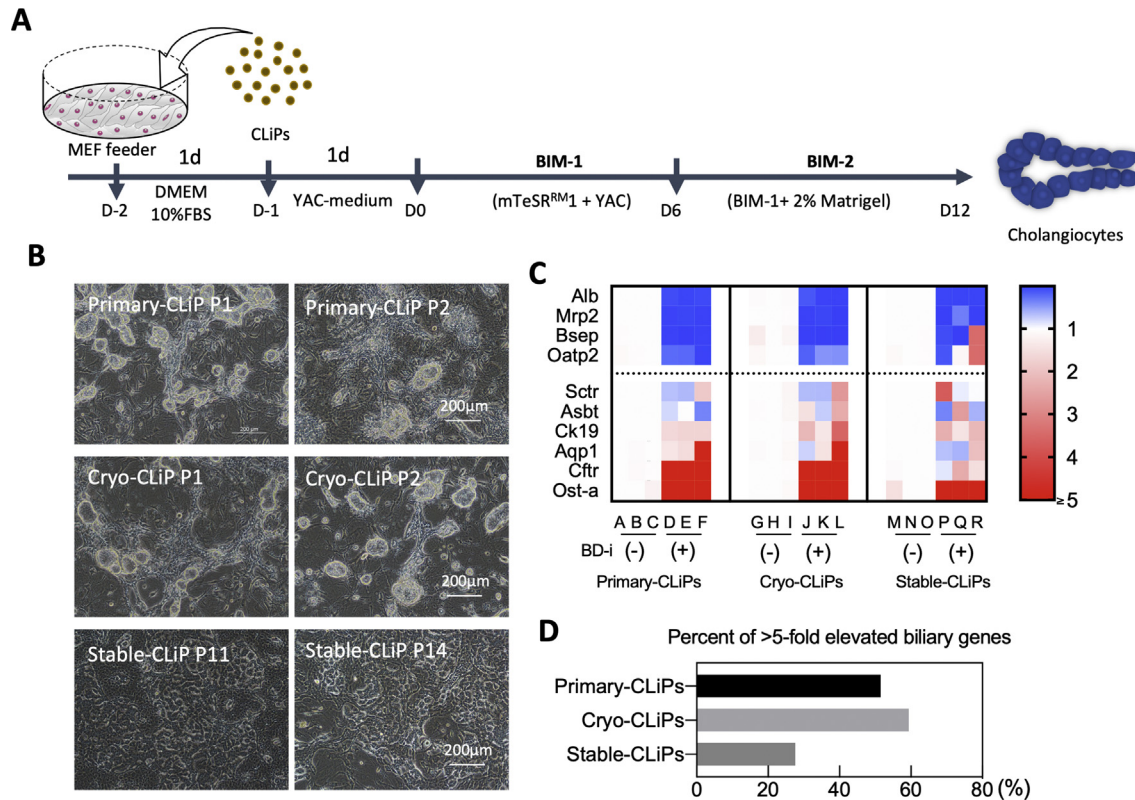 A
CLiPs
MEF feeder
1d
1d
BIM-1
BIM-2
DMEM
10%FBS
YAC-medium
(mTeSRᴿᴹ1 + YAC)
(BIM-1+ 2% Matrigel)
D-2
D-1
D0
D6
D12
Cholangiocytes
B
Primary-CLiP P1
200 µm
Primary-CLiP P2
200µm
Cryo-CLiP P1
Cryo-CLiP P2
200µm
Stable-CLiP P11
Stable-CLiP P14
200µm
C
Alb
Mrp2
Bsep
Oatp2
Sctr
Asbt
Ck19
Aqp1
Cftr
Ost-a
1
2
3
4
≥5
A B C D E F
G H I J K L
M N O P Q R
BD-i (-) (+) (-) (+) (-) (+)
Primary-CLiPs Cryo-CLiPs Stable-CLiPs
D
Percent of >5-fold elevated biliary genes
Primary-CLiPs
Cryo-CLiPs
Stable-CLiPs
0 20 40 60 80 (%)